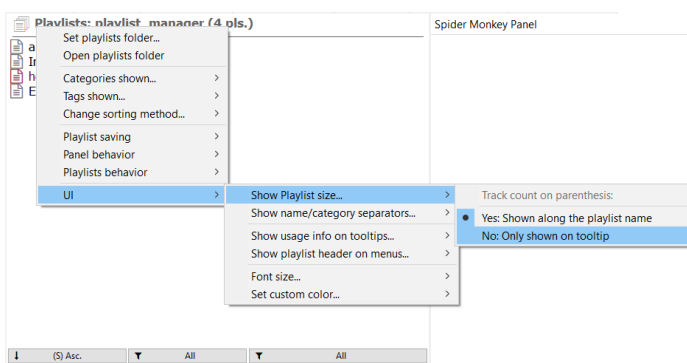 Playlists: playlist_manager (4 pls.)
Spider Monkey Panel
a
Set playlists folder...
I
Open playlists folder
h
Categories shown...
E
Tags shown...
Change sorting method...
Playlist saving
Panel behavior
Playlists behavior
UI
Show Playlist size...
Track count on parenthesis:
Show name/category separators...
Yes: Shown along the playlist name
Show usage info on tooltips...
No: Only shown on tooltip
Show playlist header on menus...
Font size...
Set custom color...
(S) Asc.
All
All